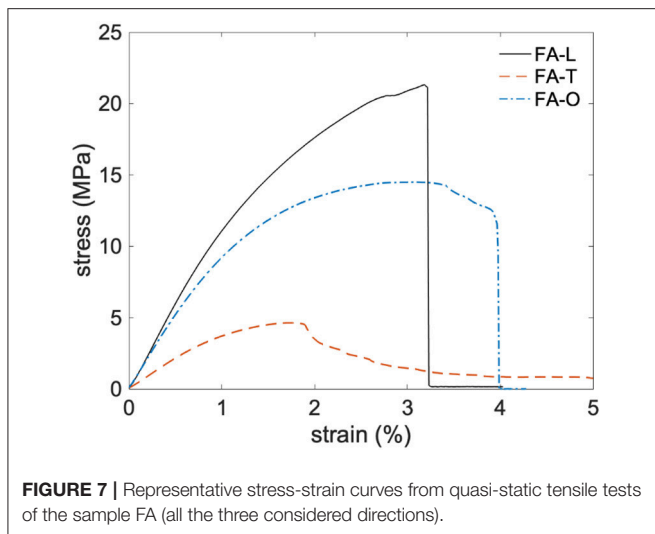 25
20
15
10
5
0
stress (MPa)
FA-L
FA-T
FA-O
0 1 2 3 4 5
strain (%)
FIGURE 7 | Representative stress-strain curves from quasi-static tensile tests
of the sample FA (all the three considered directions).